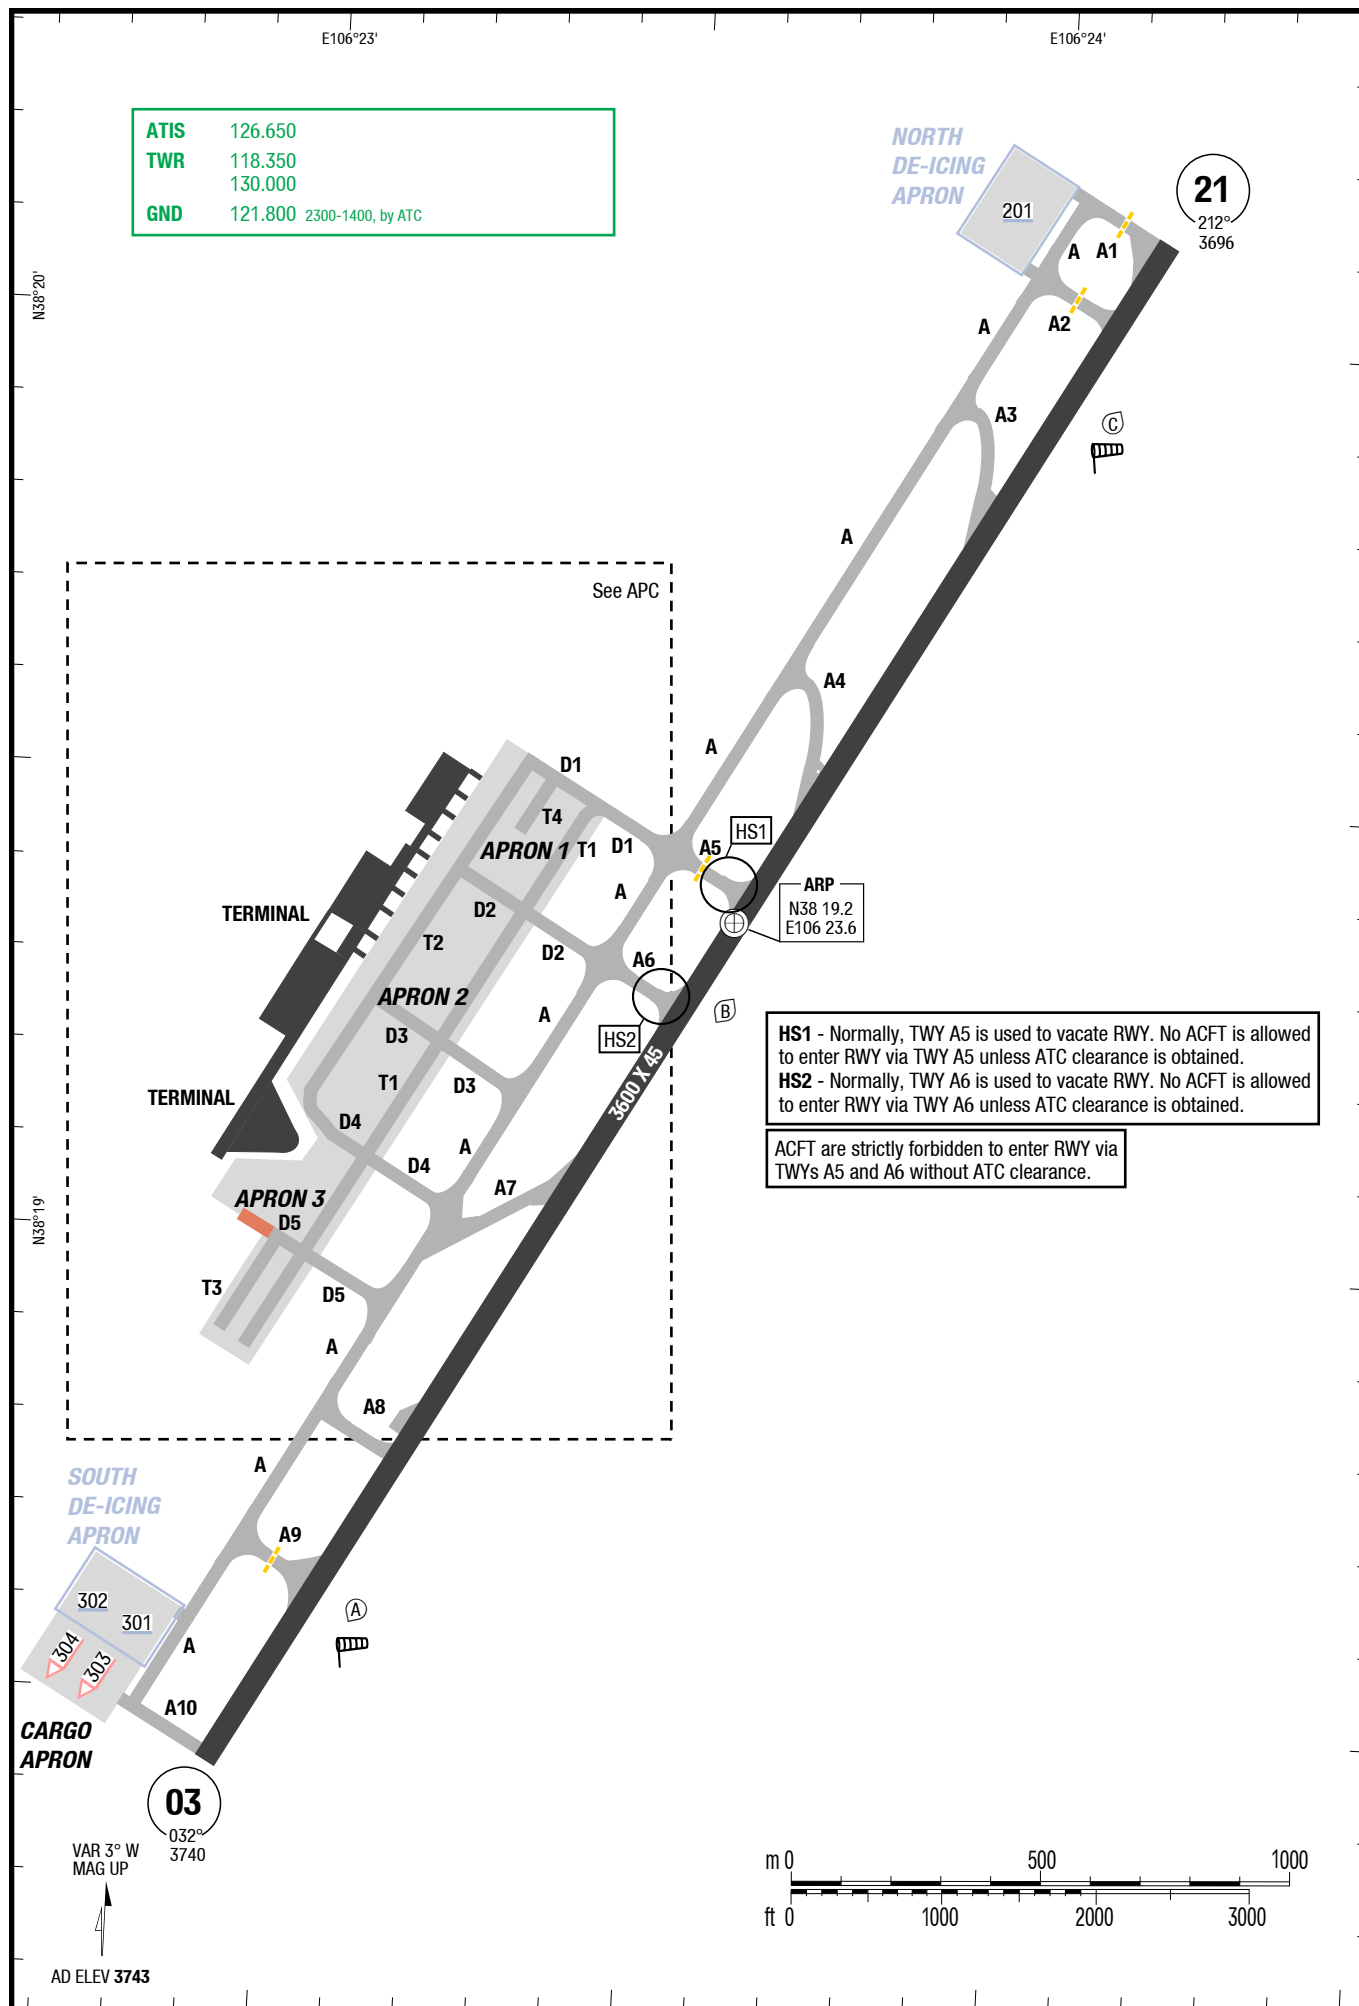 E106°23'
E106°24'
ATIS 126.650
TWR 118.350
130.000
GND 121.800 2300-1400, by ATC
NORTH
DE-ICING
APRON
201
21
212°
3696
A
A1
N38°20'
A
A2
A3
C
A
See APC
A4
A
D1
T4
HS1
APRON 1
T1
D1
A5
A
ARP
N38 19.2
E106 23.6
TERMINAL
D2
T2
D2
A6
APRON 2
A
B
D3
HS2
HS1 - Normally, TWY A5 is used to vacate RWY. No ACFT is allowed
to enter RWY via TWY A5 unless ATC clearance is obtained.
HS2 - Normally, TWY A6 is used to vacate RWY. No ACFT is allowed
to enter RWY via TWY A6 unless ATC clearance is obtained.
3600 X 45
T1
D3
TERMINAL
D4
A
ACFT are strictly forbidden to enter RWY via
TWYs A5 and A6 without ATC clearance.
D4
A7
APRON 3
N38°19'
D5
T3
D5
A
A8
A
SOUTH
DE-ICING
APRON
A9
302
301
A
304
303
A
A10
CARGO
APRON
03
032°
3740
VAR 3° W
MAG UP
m 0 500 1000
ft 0 1000 2000 3000
AD ELEV 3743